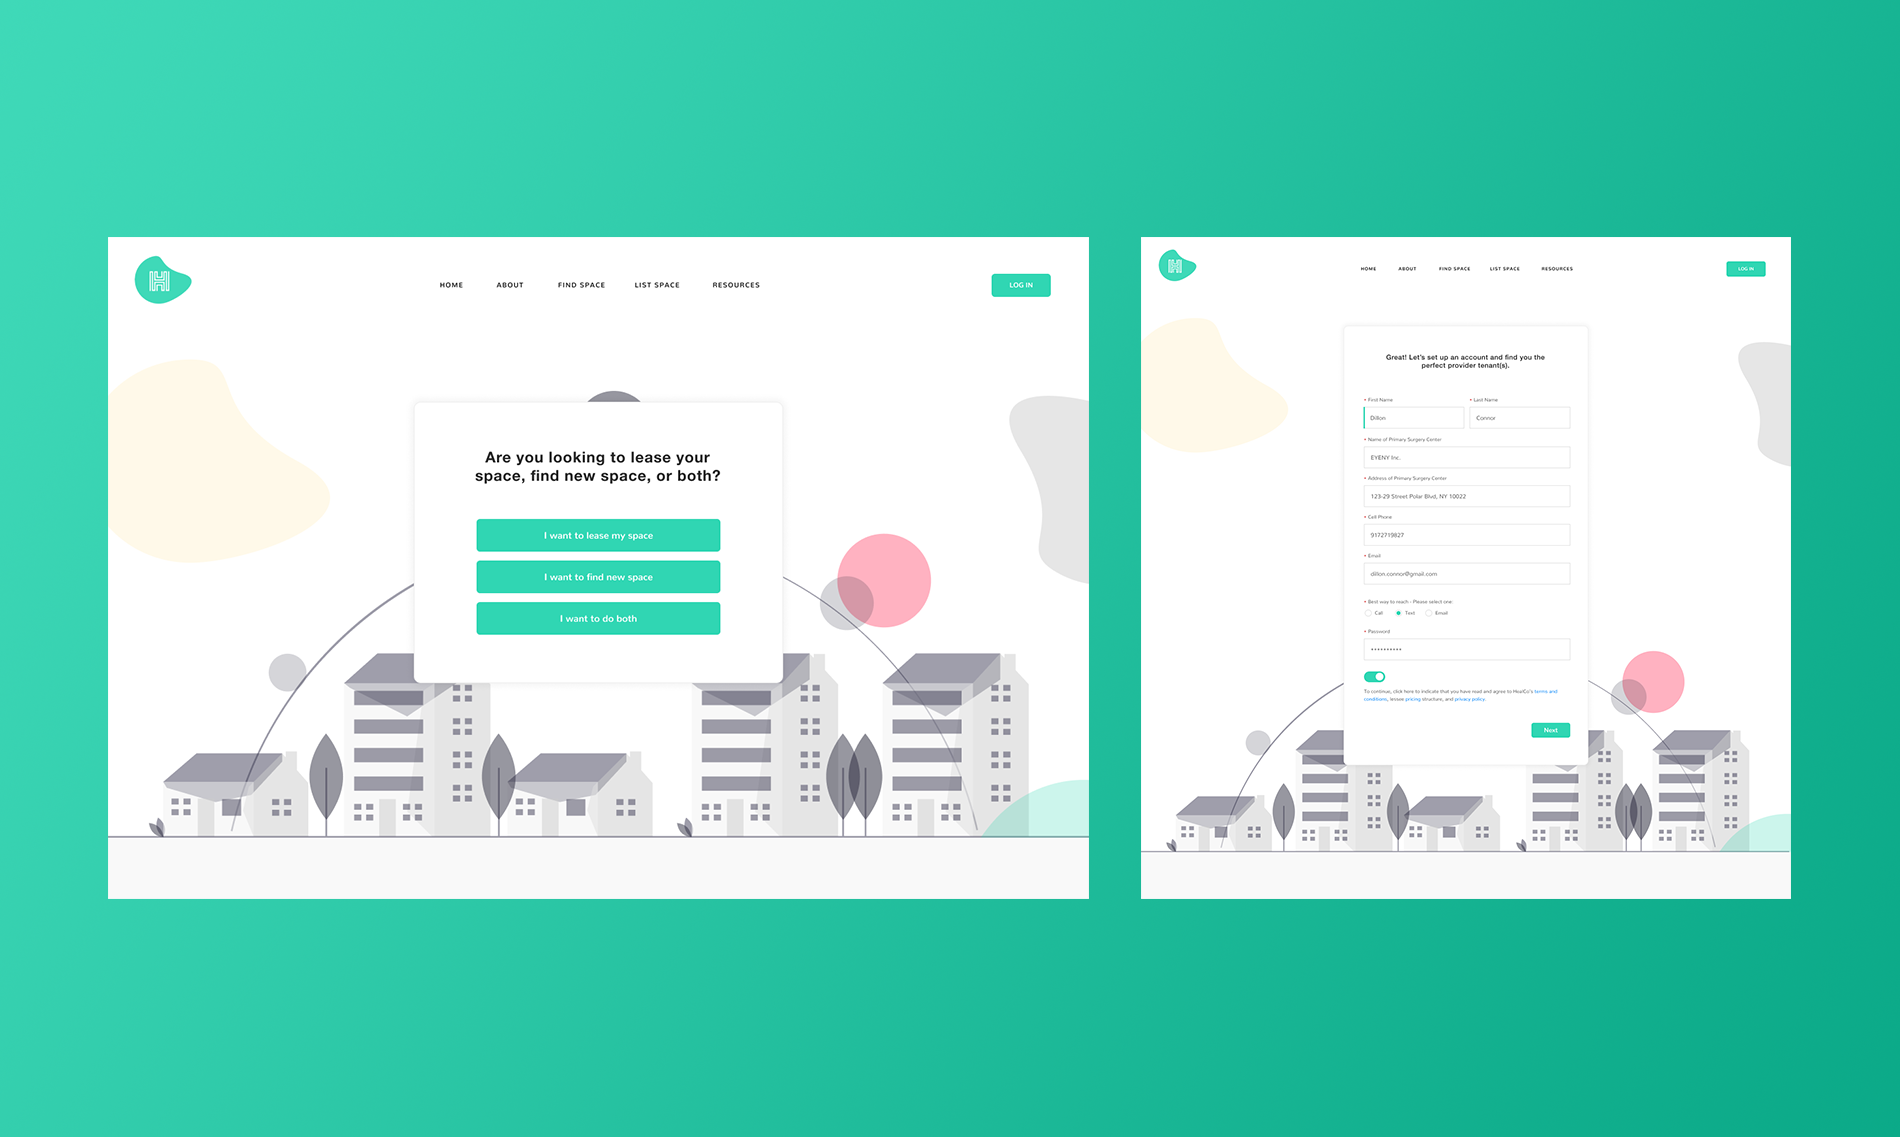 H
HOME ABOUT FIND SPACE LIST SPACE RESOURCES
LOG IN
Are you looking to lease your
space, find new space, or both?
I want to lease my space
I want to find new space
I want to do both
H
HOME ABOUT FIND SPACE LIST SPACE RESOURCES
LOG IN
Great! Let's set up an account and find you the
perfect provider tenant(s).
* First Name * Last Name
Dillon Connor
* Name of Primary Surgery Center
EYENY Inc.
* Address of Primary Surgery Center
123-29 Street Polar Blvd, NY 10022
* Cell Phone
9172719827
* Email
dillon.connor@gmail.com
* Best way to reach - Please select one:
Call Text Email
* Password
**********
To continue, click here to indicate that you have read and agree to HealCo's terms and
conditions, lessee pricing structure, and privacy policy.
Next